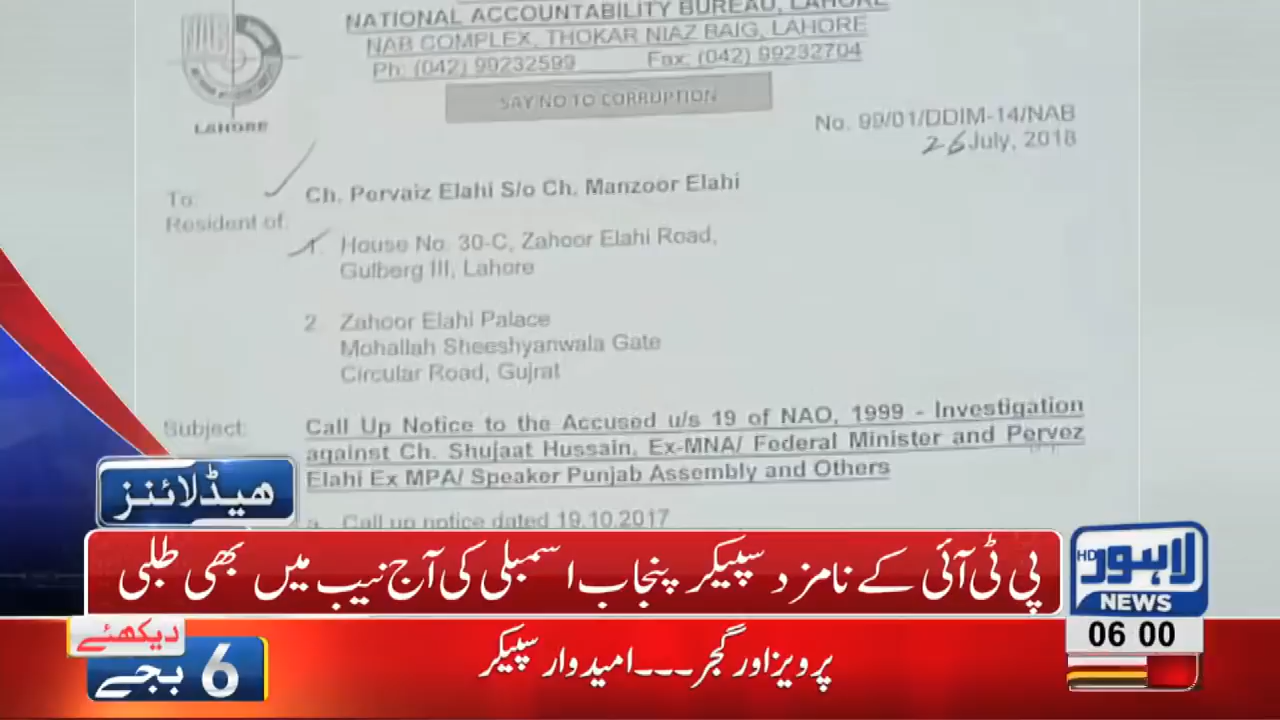 NATIONAL ACCOUNTABILITY BUREAU, LAHORE
NAB COMPLEX, THOKAR NIAZ BAIG, LAHORE
Ph: (042) 99232599 Fax: (042) 99232704
SAY NO TO CORRUPTION
NAB
LAHORE
No. 99/01/DDIM-14/NAB
26 July, 2018
To:
Ch. Pervaiz Elahi S/o Ch. Manzoor Elahi
Resident of:
1. House No. 30-C, Zahoor Elahi Road,
Gulberg III, Lahore
2. Zahoor Elahi Palace
Mohallah Sheeshyanwala Gate
Circular Road, Gujrat
Subject: Call Up Notice to the Accused u/s 19 of NAO, 1999 - Investigation
against Ch. Shujaat Hussain, Ex-MNA/ Federal Minister and Pervez
Elahi Ex MPA/ Speaker Punjab Assembly and Others
a. Call up notice dated 19.10.2017
ھیڈلائنز
پی ٹی آئی کے نامزد سپیکر پنجاب اسمبلی کی آج نیب میں بھی طلبی
لاہور HD
NEWS
06 00
دیکھئے
6 بجے
پرویز اور گجر ۔۔۔ امیدوار سپیکر